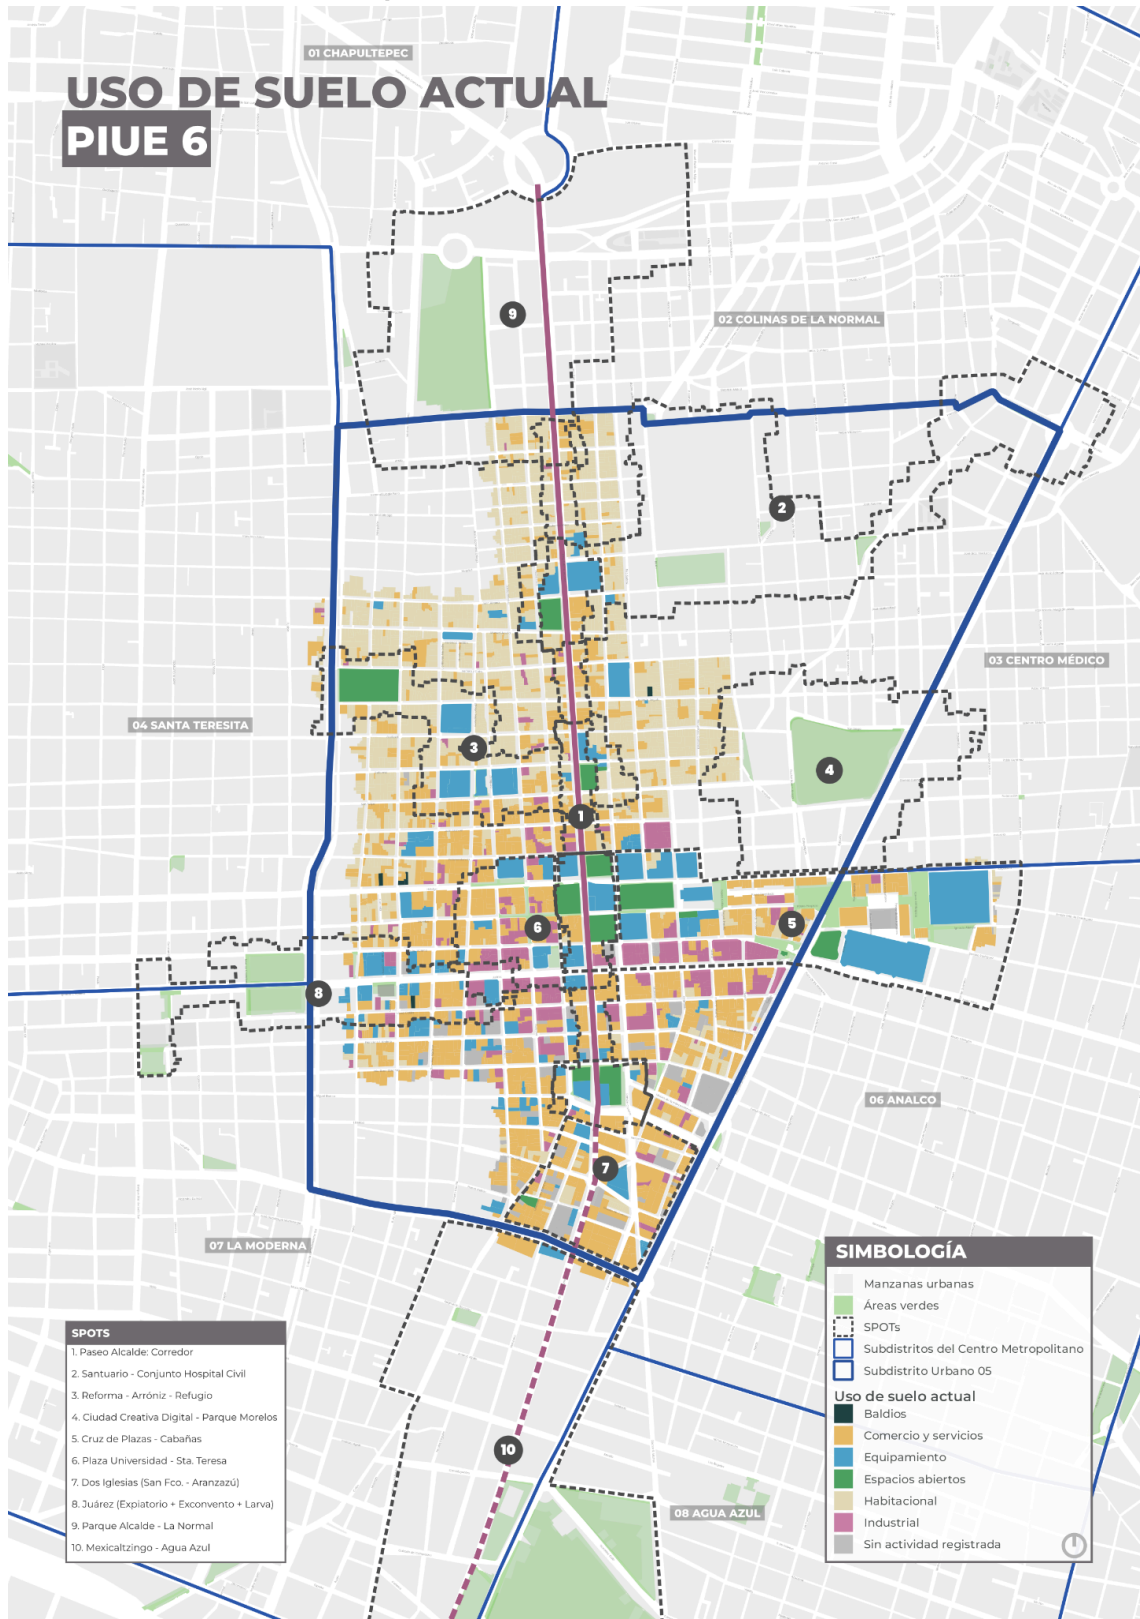 01 CHAPULTEPEC
USO DE SUELO ACTUAL
PIUE 6
9
02 COLINAS DE LA NORMAL
2
03 CENTRO MÉDICO
04 SANTA TERESITA
3
4
1
6
5
8
06 ANALCO
7
07 LA MODERNA
10
08 AGUA AZUL
SPOTS
1. Paseo Alcalde: Corredor
2. Santuario - Conjunto Hospital Civil
3. Reforma - Arróniz - Refugio
4. Ciudad Creativa Digital - Parque Morelos
5. Cruz de Plazas - Cabañas
6. Plaza Universidad - Sta. Teresa
7. Dos Iglesias (San Fco. - Aranzazú)
8. Juárez (Expiatorio + Exconvento + Larva)
9. Parque Alcalde - La Normal
10. Mexicaltzingo - Agua Azul
SIMBOLOGÍA
Manzanas urbanas
Áreas verdes
SPOTs
Subdistritos del Centro Metropolitano
Subdistrito Urbano 05
Uso de suelo actual
Baldios
Comercio y servicios
Equipamiento
Espacios abiertos
Habitacional
Industrial
Sin actividad registrada